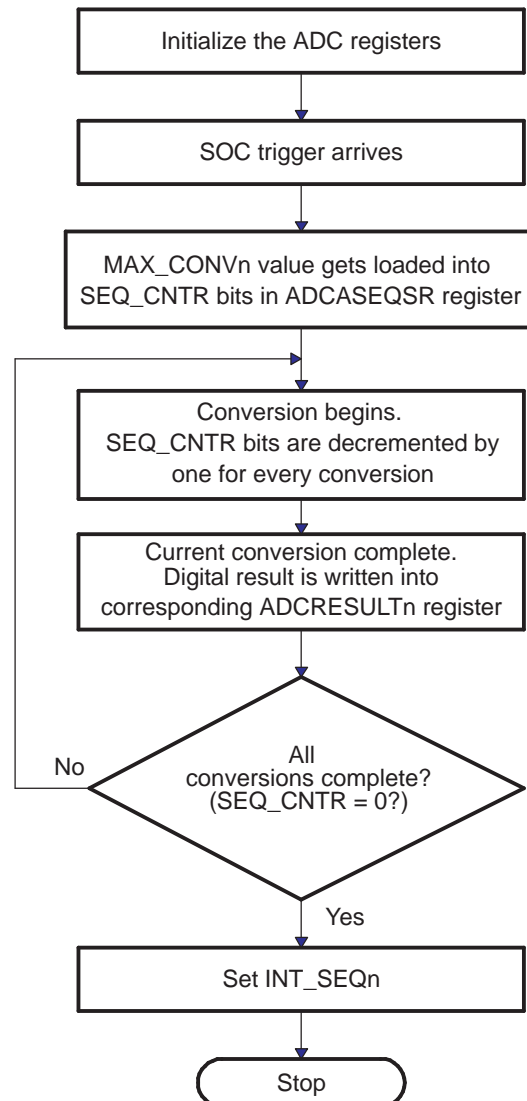 Initialize the ADC registers
SOC trigger arrives
MAX_CONVn value gets loaded into
SEQ_CNTR bits in ADCASEQSR register
Conversion begins.
SEQ_CNTR bits are decremented by
one for every conversion
Current conversion complete.
Digital result is written into
corresponding ADCRESULTn register
All
conversions complete?
(SEQ_CNTR = 0?)
No
Yes
Set INT_SEQn
Stop